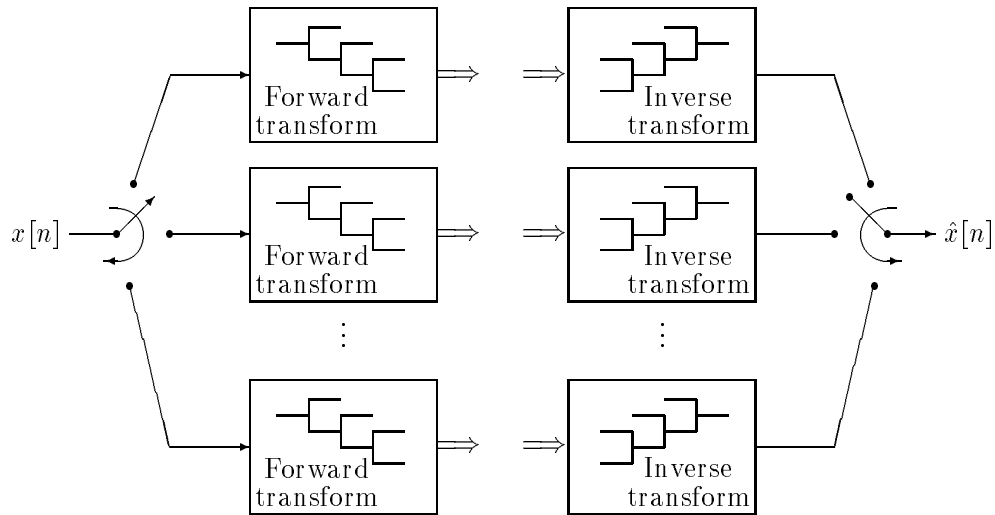 Forward
transform
Inverse
transform
x[n]
Forward
transform
Inverse
transform
x̂[n]
Forward
transform
Inverse
transform